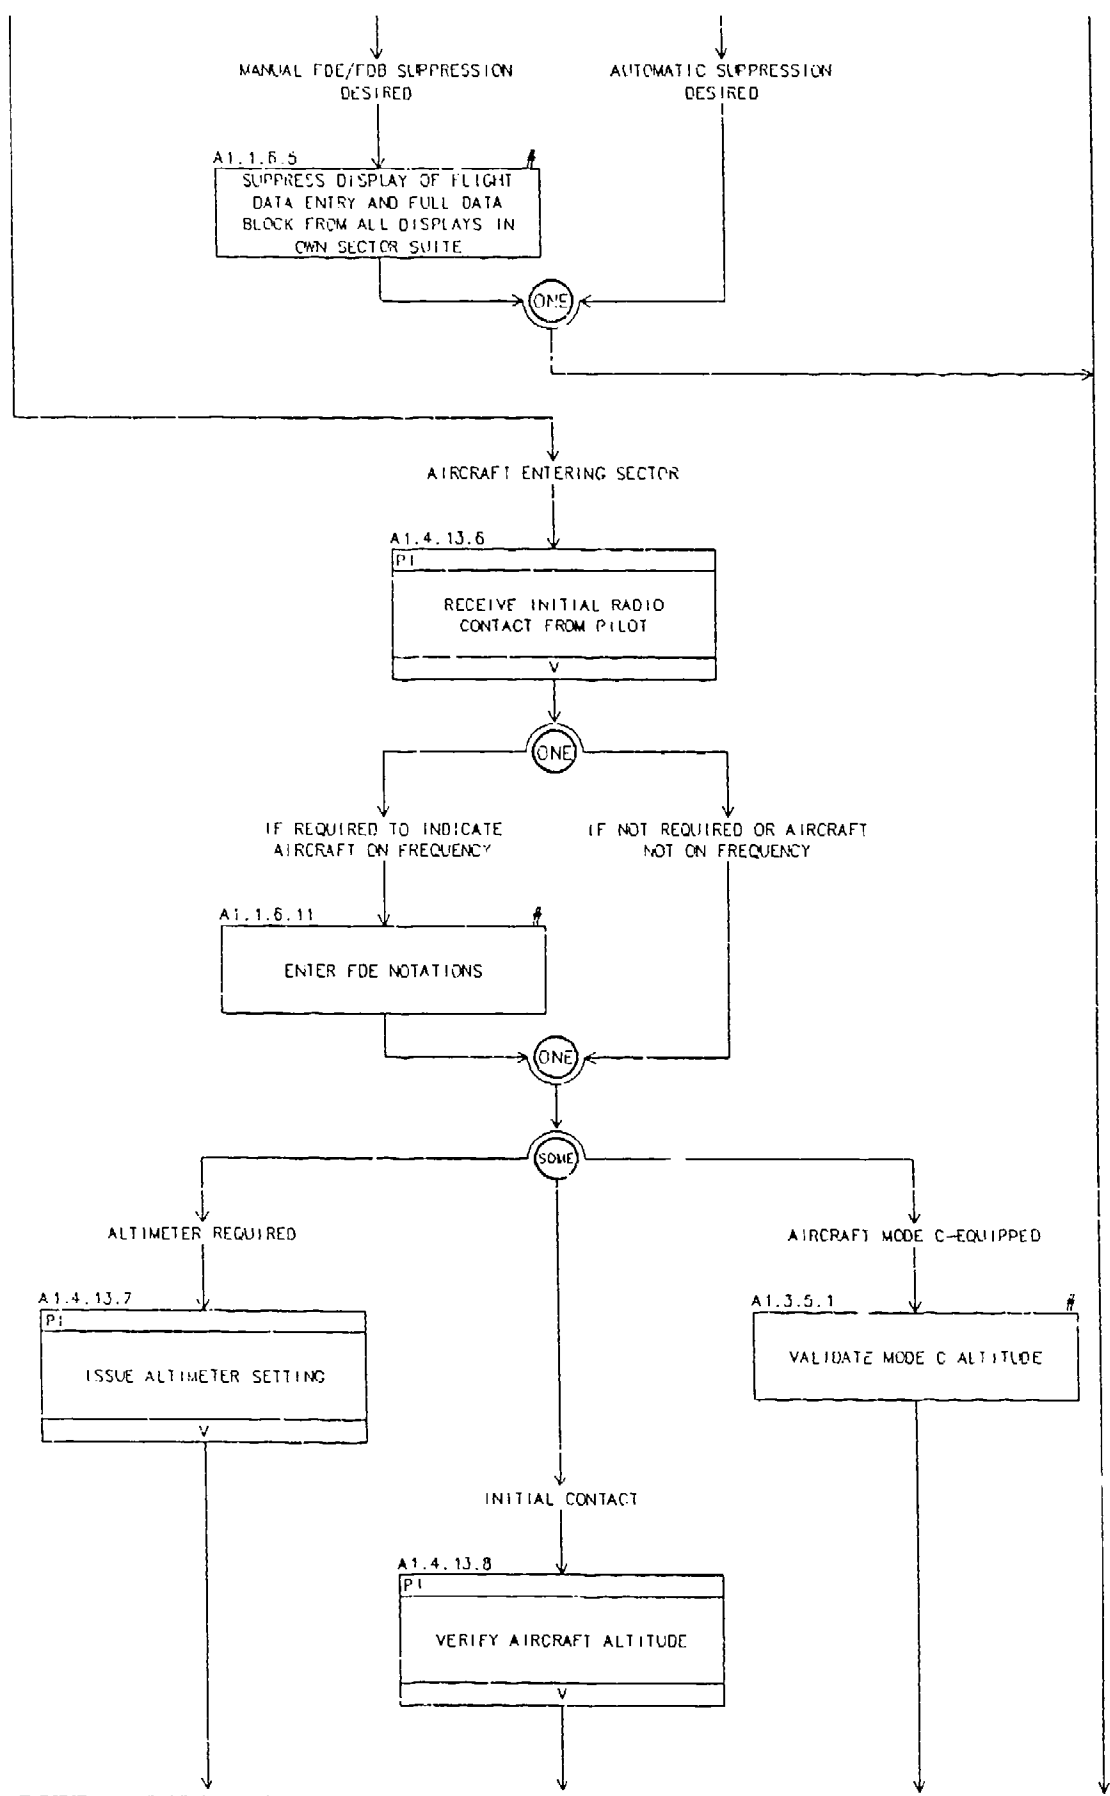 MANUAL FDE/FDB SUPPRESSION
DESIRED
AUTOMATIC SUPPRESSION
DESIRED
A1.1.6.5
#
SUPPRESS DISPLAY OF FLIGHT
DATA ENTRY AND FULL DATA
BLOCK FROM ALL DISPLAYS IN
OWN SECTOR SUITE
ONE
AIRCRAFT ENTERING SECTOR
A1.4.13.6
PI
RECEIVE INITIAL RADIO
CONTACT FROM PILOT
V
ONE
IF REQUIRED TO INDICATE
AIRCRAFT ON FREQUENCY
IF NOT REQUIRED OR AIRCRAFT
NOT ON FREQUENCY
A1.1.6.11
#
ENTER FDE NOTATIONS
ONE
SOME
ALTIMETER REQUIRED
AIRCRAFT MODE C-EQUIPPED
A1.4.13.7
PI
ISSUE ALTIMETER SETTING
V
A1.3.5.1
#
VALIDATE MODE C ALTITUDE
INITIAL CONTACT
A1.4.13.8
PI
VERIFY AIRCRAFT ALTITUDE
V